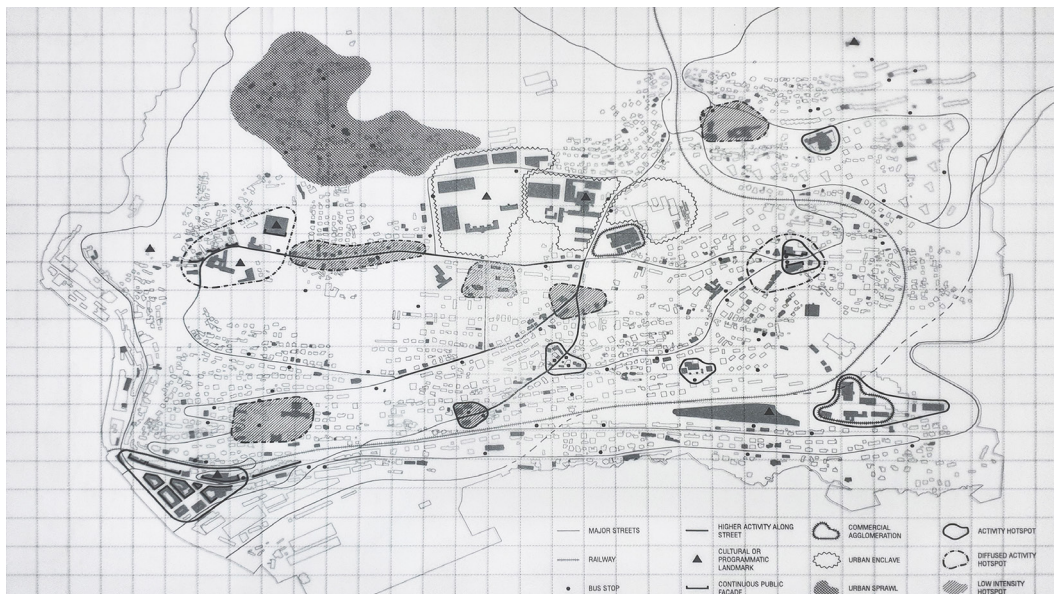 MAJOR STREETS
HIGHER ACTIVITY ALONG
STREET
COMMERCIAL
AGGLOMERATION
ACTIVITY HOTSPOT
RAILWAY
CULTURAL OR
PROGRAMMATIC
LANDMARK
URBAN ENCLAVE
DIFFUSED ACTIVITY
HOTSPOT
BUS STOP
CONTINUOUS PUBLIC
FACADE
URBAN SPRAWL
LOW INTENSITY
HOTSPOT